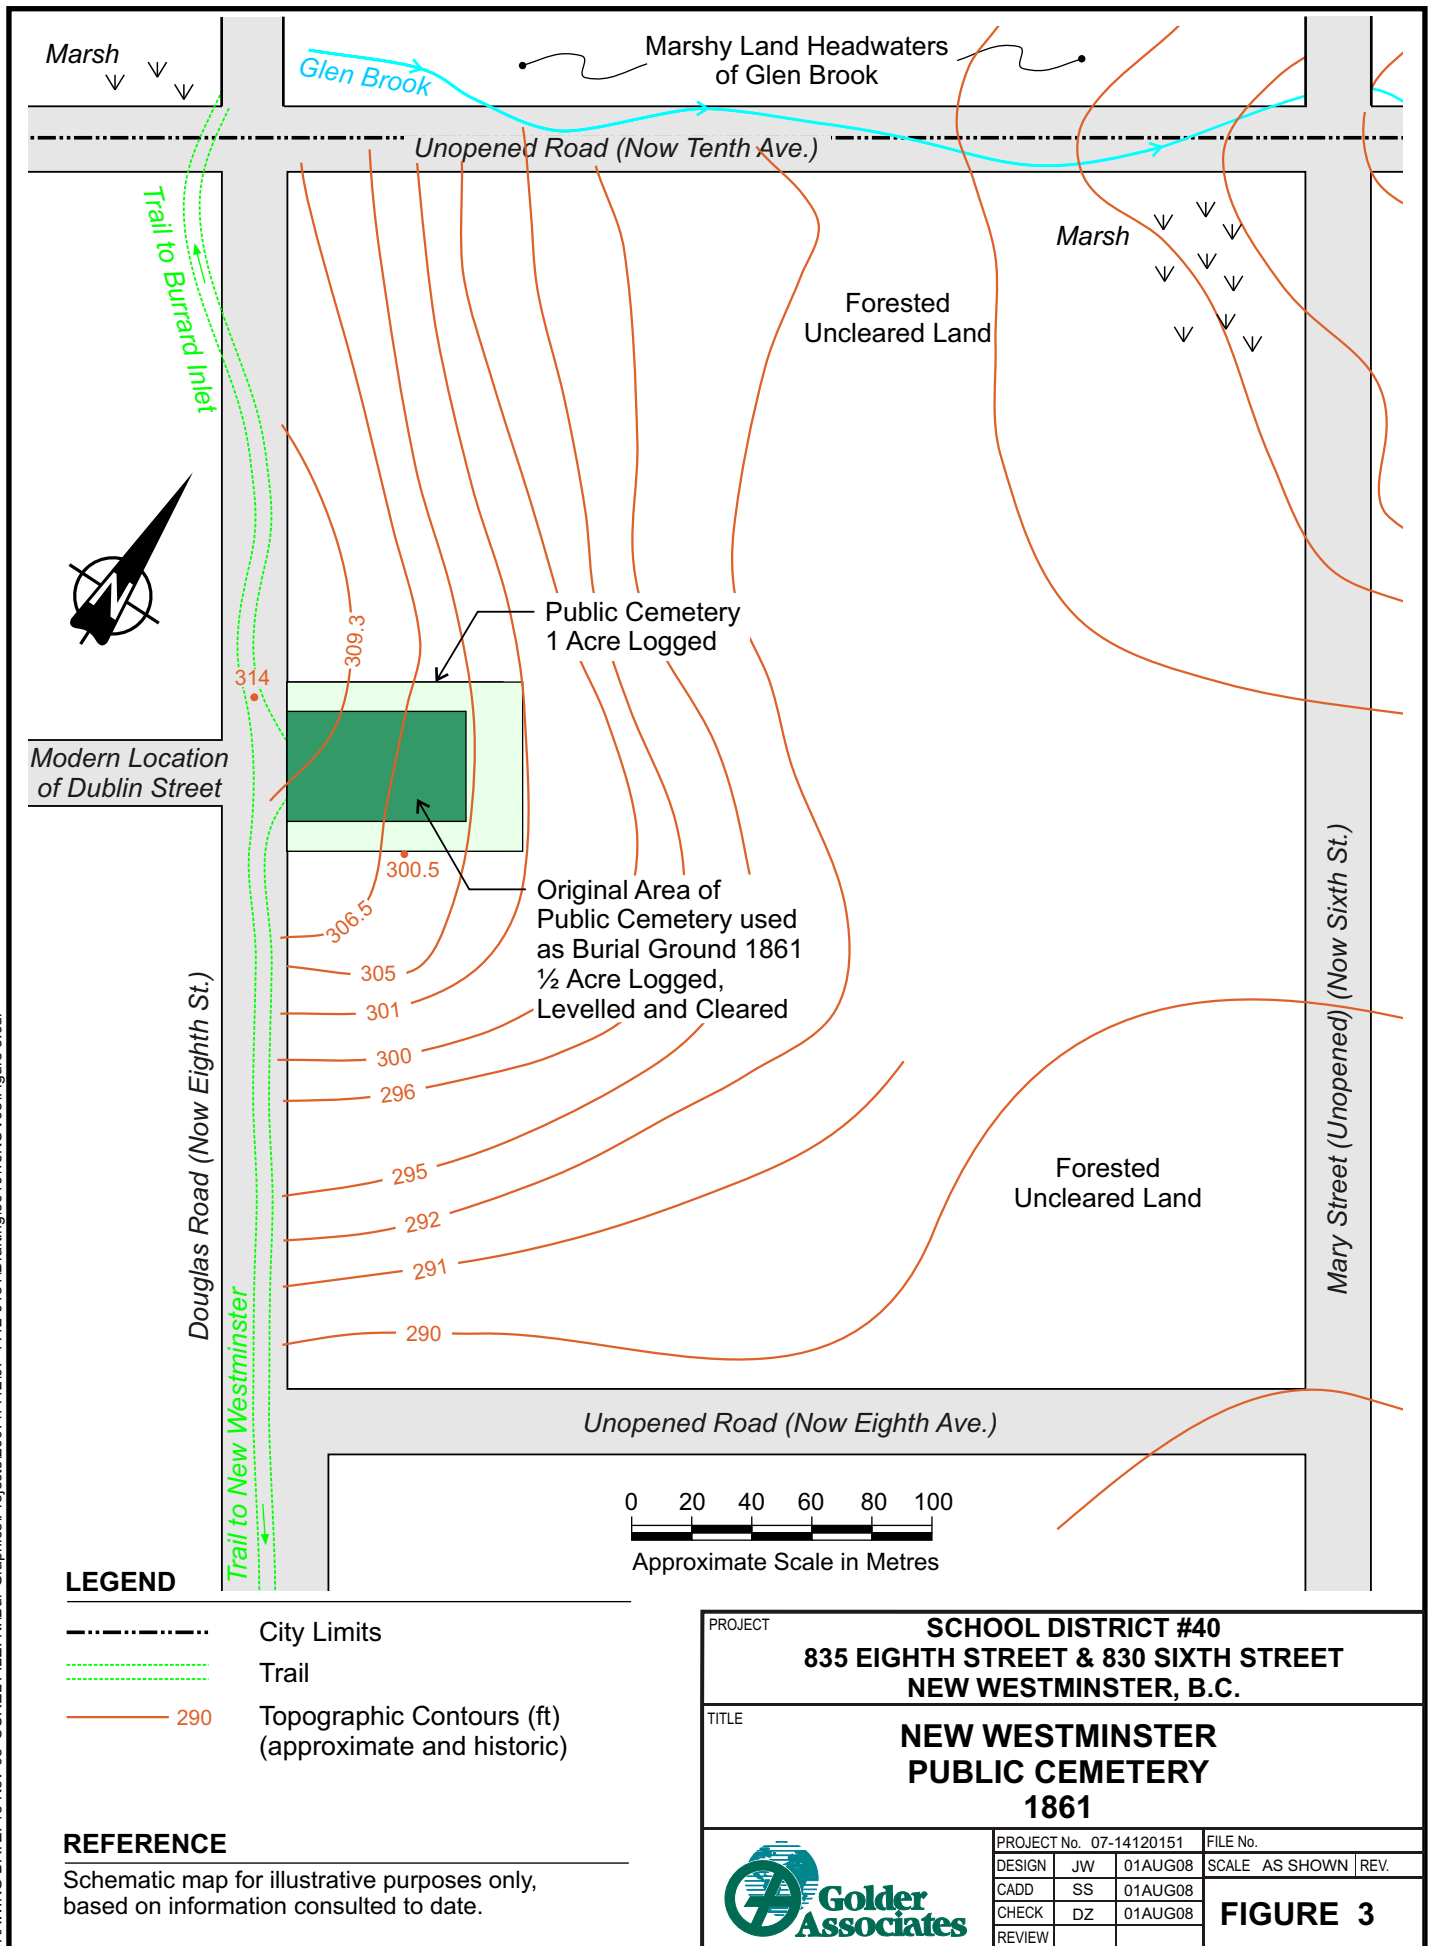 Marsh
Glen Brook
Marshy Land Headwaters
of Glen Brook
Unopened Road (Now Tenth Ave.)
Trail to Burrard Inlet
Marsh
Forested
Uncleared Land
N
309.3
Public Cemetery
1 Acre Logged
314
Modern Location
of Dublin Street
300.5
306.5
Original Area of
Public Cemetery used
as Burial Ground 1861
½ Acre Logged,
Levelled and Cleared
305
301
300
296
295
292
291
290
Douglas Road (Now Eighth St.)
Mary Street (Unopened) (Now Sixth St.)
Forested
Uncleared Land
Trail to New Westminster
Unopened Road (Now Eighth Ave.)
0 20 40 60 80 100
Approximate Scale in Metres
LEGEND
City Limits
Trail
290 Topographic Contours (ft)
(approximate and historic)
REFERENCE
Schematic map for illustrative purposes only,
based on information consulted to date.
PROJECT
SCHOOL DISTRICT #40
835 EIGHTH STREET & 830 SIXTH STREET
NEW WESTMINSTER, B.C.
TITLE
NEW WESTMINSTER
PUBLIC CEMETERY
1861
Golder
Associates
PROJECT No. 07-14120151 FILE No.
DESIGN JW 01AUG08 SCALE AS SHOWN REV.
CADD SS 01AUG08
CHECK DZ 01AUG08
REVIEW
FIGURE 3